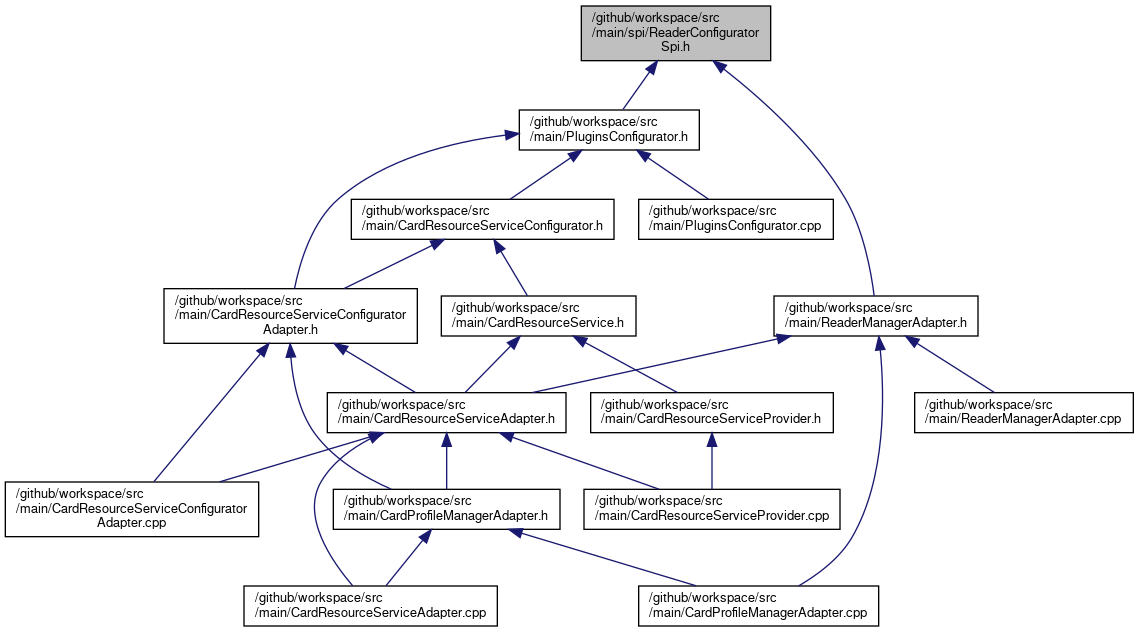 /github/workspace/src
/main/spi/ReaderConfigurator
Spi.h
/github/workspace/src
/main/PluginsConfigurator.h
/github/workspace/src
/main/CardResourceServiceConfigurator.h
/github/workspace/src
/main/PluginsConfigurator.cpp
/github/workspace/src
/main/CardResourceServiceConfigurator
Adapter.h
/github/workspace/src
/main/CardResourceService.h
/github/workspace/src
/main/ReaderManagerAdapter.h
/github/workspace/src
/main/CardResourceServiceAdapter.h
/github/workspace/src
/main/CardResourceServiceProvider.h
/github/workspace/src
/main/ReaderManagerAdapter.cpp
/github/workspace/src
/main/CardResourceServiceConfigurator
Adapter.cpp
/github/workspace/src
/main/CardProfileManagerAdapter.h
/github/workspace/src
/main/CardResourceServiceProvider.cpp
/github/workspace/src
/main/CardResourceServiceAdapter.cpp
/github/workspace/src
/main/CardProfileManagerAdapter.cpp